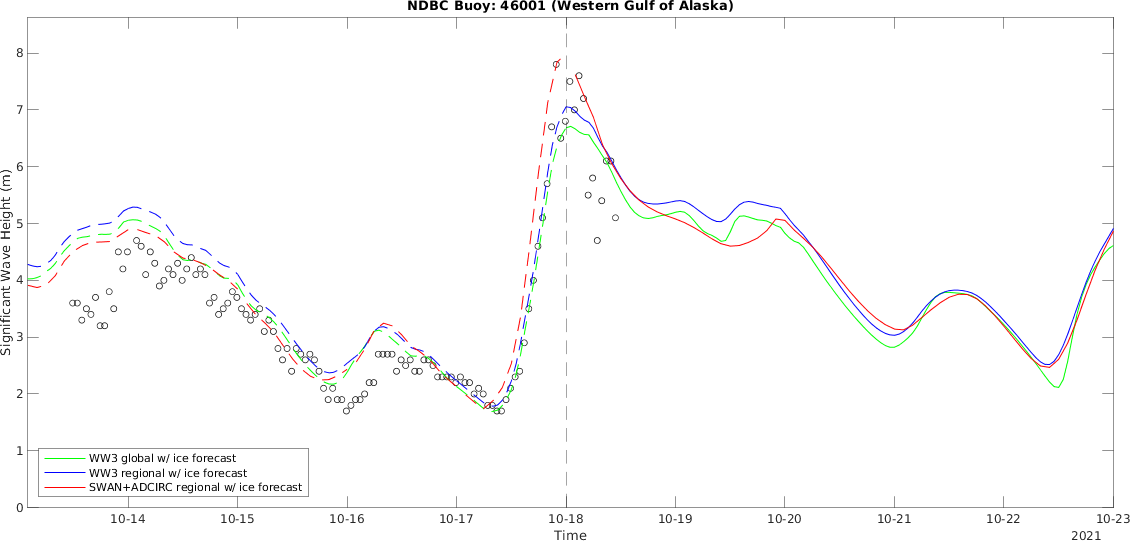 NDBC Buoy: 46001 (Western Gulf of Alaska)
8
7
6
5
4
3
2
1
0
Significant Wave Height (m)
WW3 global w/ ice forecast
WW3 regional w/ ice forecast
SWAN+ADCIRC regional w/ ice forecast
10-14 10-15 10-16 10-17 10-18 10-19 10-20 10-21 10-22 10-23
Time
2021